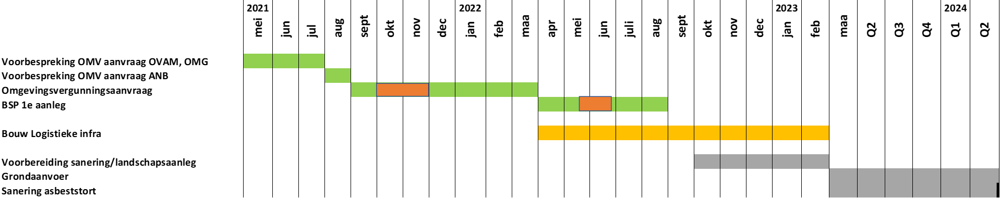 2021 2022 2023 2024
mei jun jul aug sept okt nov dec jan feb maa apr mei jun juli aug sept okt nov dec jan feb maa Q2 Q3 Q4 Q1 Q2
Voorbespreking OMV aanvraag OVAM, OMG
Voorbespreking OMV aanvraag ANB
Omgevingsvergunningsaanvraag
BSP 1e aanleg
Bouw Logistieke infra
Voorbereiding sanering/landschapsaanleg
Grondaanvoer
Sanering asbeststort